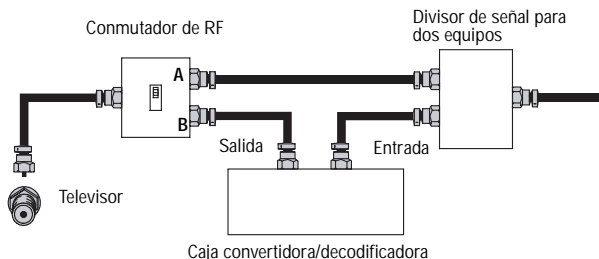 Conmutador de RF
Divisor de señal para
dos equipos
A
B
Salida
Entrada
Televisor
Caja convertidora/decodificadora